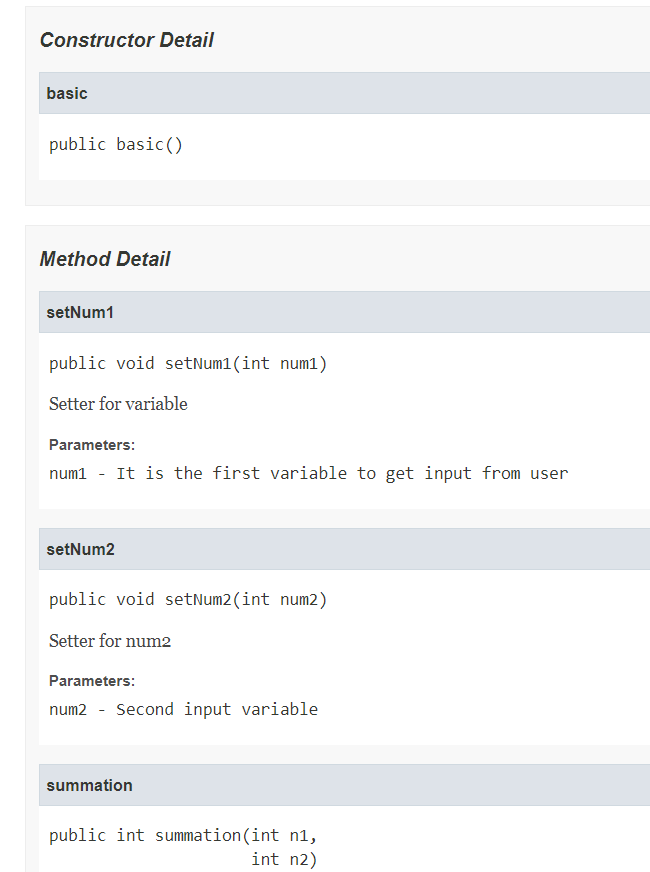 Constructor Detail
basic
public basic()
Method Detail
setNum1
public void setNum1(int num1)
Setter for variable
Parameters:
num1 - It is the first variable to get input from user
setNum2
public void setNum2(int num2)
Setter for num2
Parameters:
num2 - Second input variable
summation
public int summation(int n1,
int n2)